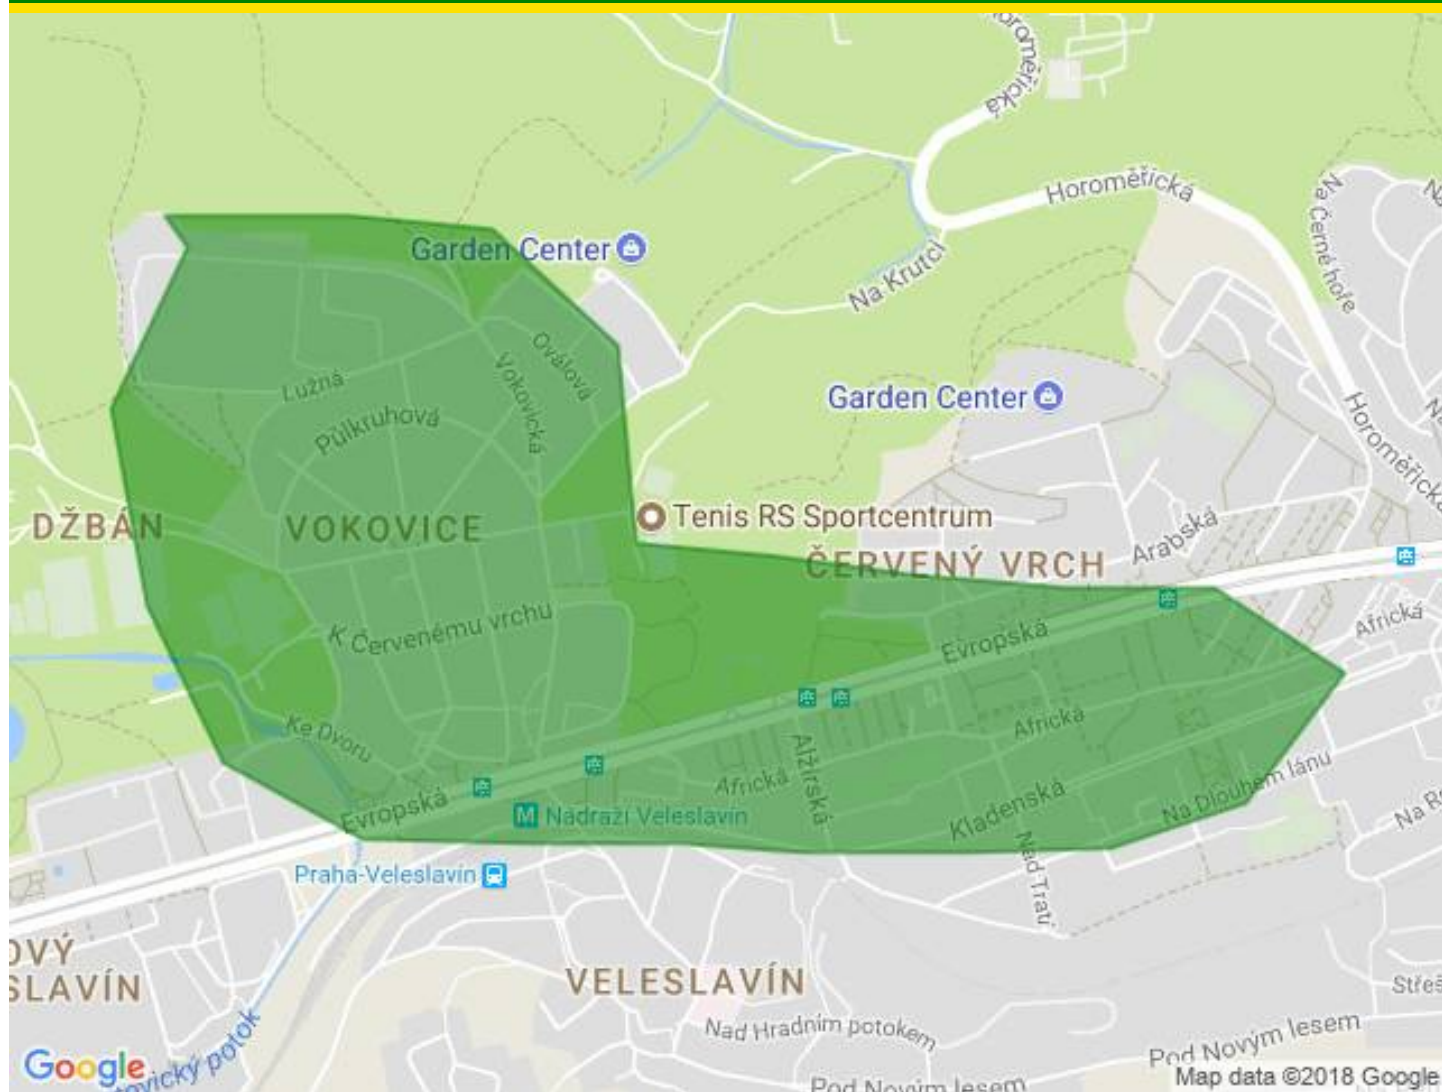 Horoměřická
Horoměřická
Na Černé hoře
Garden Center
Na Krutci
Oválová
Vokovická
Lužná
Půlkruhová
Garden Center
Horoměřická
DŽBÁN
VOKOVICE
Tenis RS Sportcentrum
Arabská
ČERVENÝ VRCH
K Červenému vrchu
Evropská
Africká
Ke Dvoru
Africká
Alžírská
Africká
Kladenská
Na Dlouhém lánu
Evropská
M Nádraží Veleslavín
Nad Tratí
Praha-Veleslavín
VELESLAVÍN
Nad Hradním potokem
Pod Novým lesem
Pod Novým lesem
Google
Map data ©2018 Google